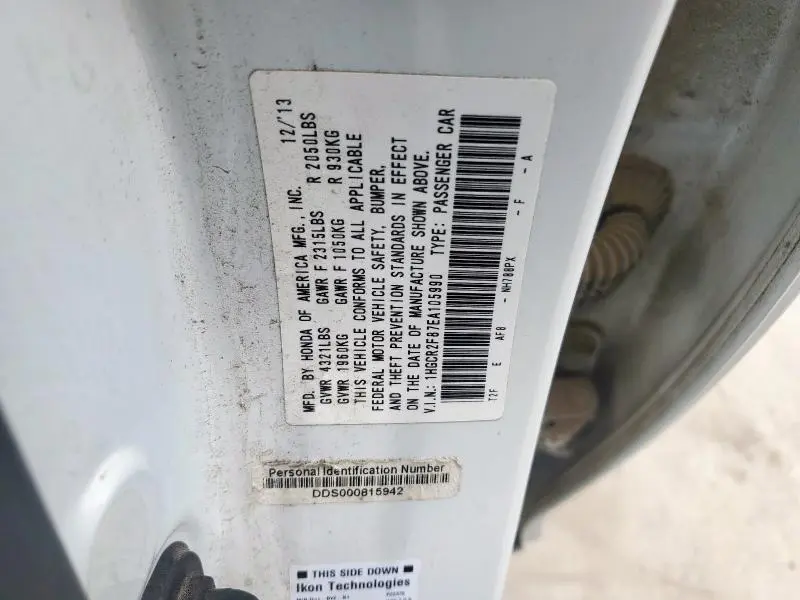 MFD. BY HONDA OF AMERICA MFG., INC. 12/'13
GVWR 4321LBS GAWR F 2315LBS R 2050LBS
GVWR 1960KG GAWR F 1050KG R 930KG
THIS VEHICLE CONFORMS TO ALL APPLICABLE
FEDERAL MOTOR VEHICLE SAFETY, BUMPER,
AND THEFT PREVENTION STANDARDS IN EFFECT
ON THE DATE OF MANUFACTURE SHOWN ABOVE.
V.I.N.: 1HGCR2F87EA105990 TYPE: PASSENGER CAR
T2F E AF8 - NH788PX - F - A
Personal Identification Number
DDS000815942
THIS SIDE DOWN
Ikon Technologies